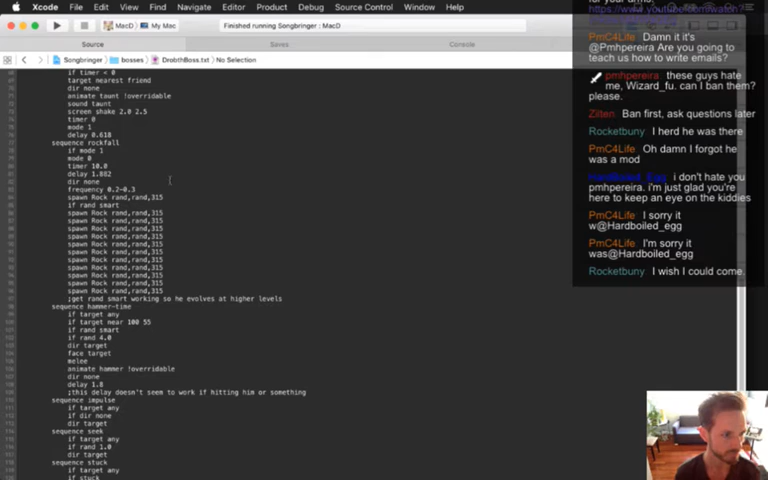 Xcode File Edit View Find Navigate Editor Product Debug Source Control Window Help
MacD My Mac
Finished running Songbringer : MacD
Source Saves Console
Songbringer bosses DrobthBoss.txt No Selection
if timer < 0
target nearest friend
dir none
animate taunt !overridable
sound taunt
screen shake 2.0 2.5
timer 0
mode 1
delay 0.618
sequence rockfall
if mode 1
mode 0
timer 10.0
delay 1.882
dir none
frequency 0.2~0.3
spawn Rock rand,rand,315
if rand smart
spawn Rock rand,rand,315
spawn Rock rand,rand,315
spawn Rock rand,rand,315
spawn Rock rand,rand,315
spawn Rock rand,rand,315
spawn Rock rand,rand,315
spawn Rock rand,rand,315
spawn Rock rand,rand,315
spawn Rock rand,rand,315
spawn Rock rand,rand,315
spawn Rock rand,rand,315
;get rand smart working so he evolves at higher levels
sequence hammer-time
if target any
if target near 100 55
if rand smart
if rand 4.0
dir target
face target
melee
animate hammer !overridable
dir none
delay 1.8
;this delay doesn't seem to work if hitting him or something
sequence impulse
if target any
if dir none
dir target
sequence seek
if target any
if rand 1.0
dir target
sequence stuck
if target any
if stuck
for your arms.
https://www.youtube.com/watch?
PmC4Life Damn it it's
@Pmhpereira Are you going to
teach us how to write emails?
pmhpereira: these guys hate
me, Wizard_fu. can I ban them?
please.
Zilten: Ban first, ask questions later
Rocketbuny I herd he was there
PmC4Life Oh damn I forgot he
was a mod
HardBoiled_Egg i don't hate you
pmhpereira. i'm just glad you're
here to keep an eye on the kiddies
PmC4Life I sorry it
w@Hardboiled_egg
PmC4Life I'm sorry it
was@Hardboiled_egg
Rocketbuny I wish I could come.